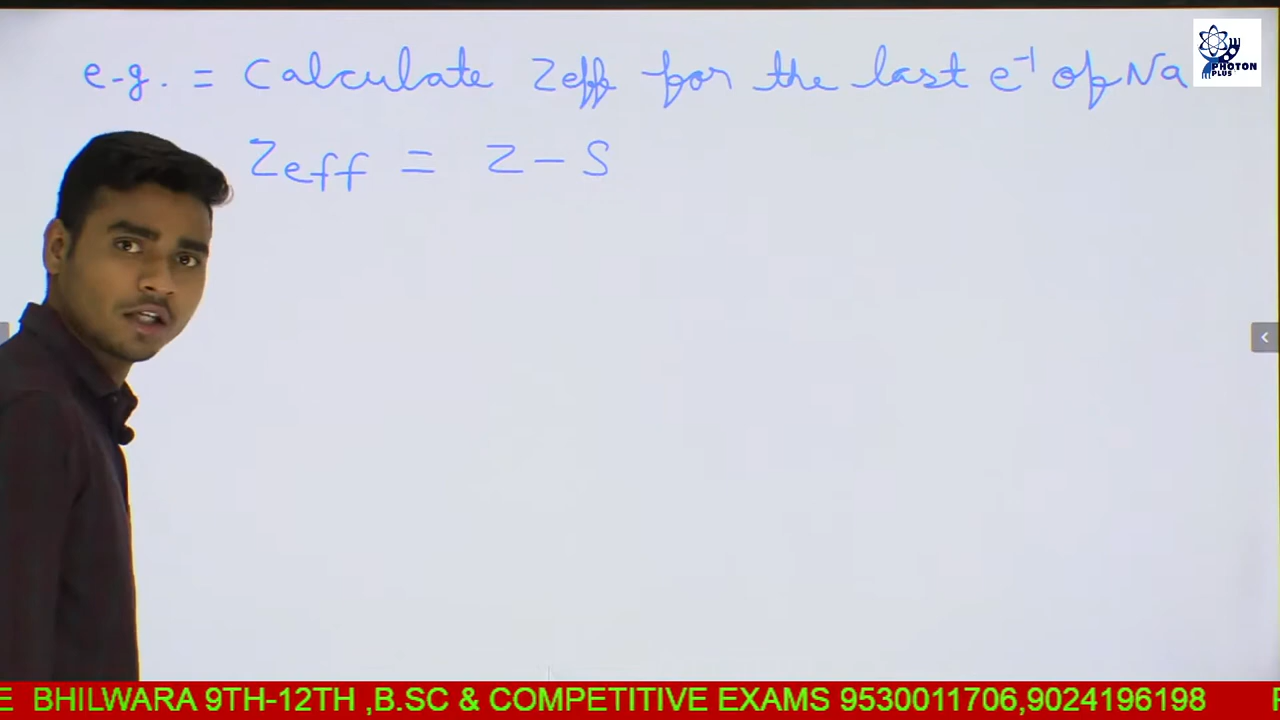 e.g. = Calculate Zeff for the last e⁻¹ of Na
PHOTON
PLUS
Zeff = Z - S
E BHILWARA 9TH-12TH ,B.SC & COMPETITIVE EXAMS 9530011706,9024196198